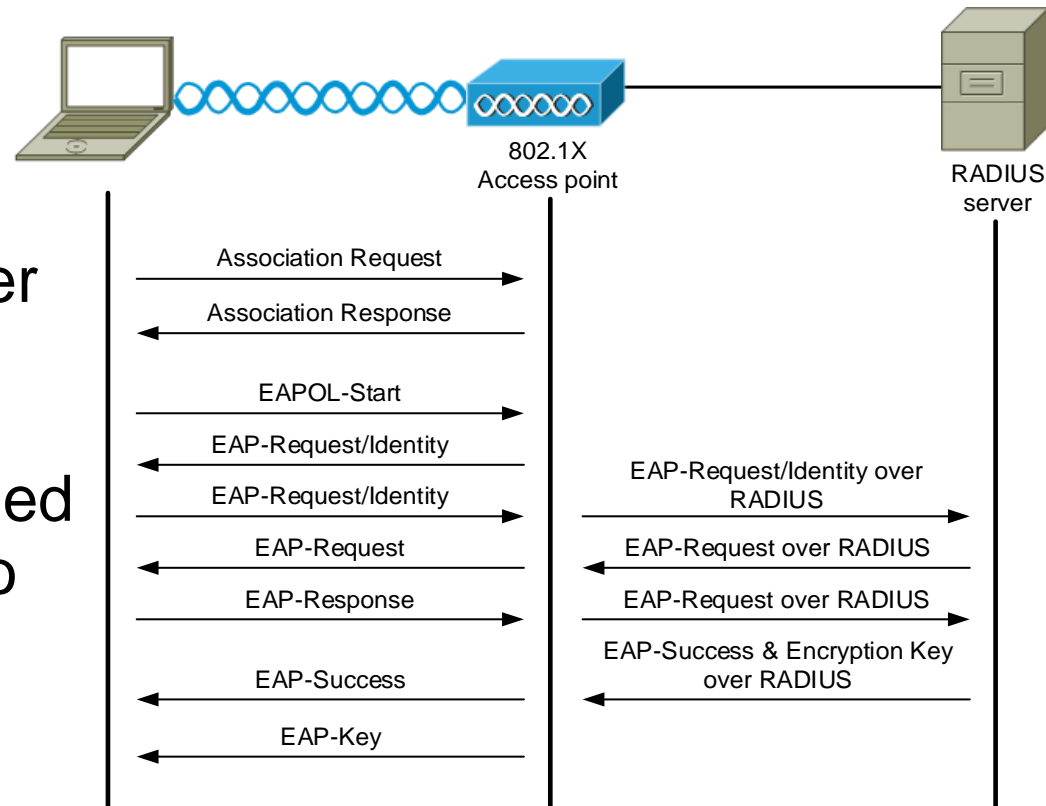 802.1X
Access point
RADIUS
server
er
Association Request
Association Response
EAPOL-Start
EAP-Request/Identity
ed
EAP-Request/Identity
EAP-Request/Identity over
RADIUS
o
EAP-Request
EAP-Request over RADIUS
EAP-Response
EAP-Request over RADIUS
EAP-Success
EAP-Success & Encryption Key
over RADIUS
EAP-Key